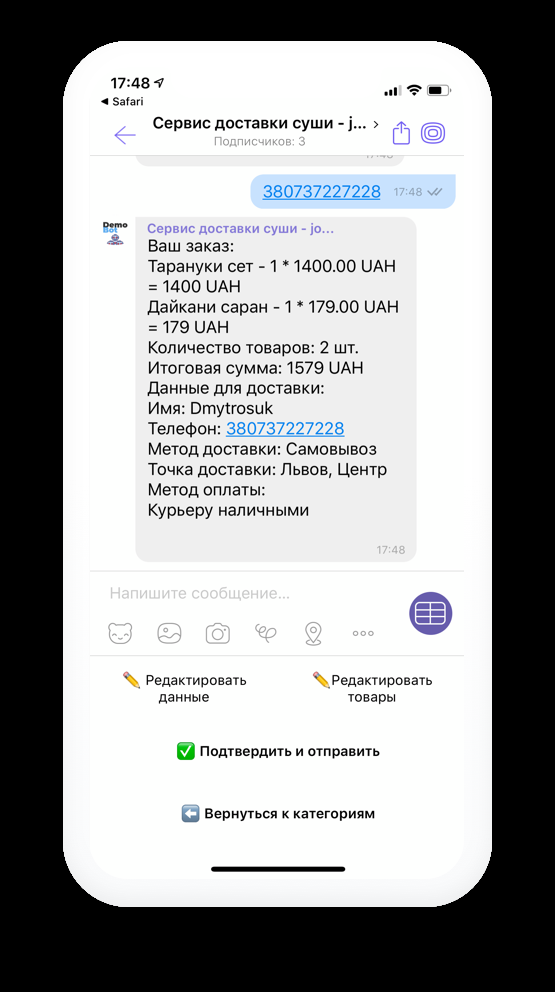 17:48
Safari
Сервис доставки суши - j... >
Подписчиков: 3
17:48
380737227228 17:48
Demo
Bot
Сервис доставки суши - jo...
Ваш заказ:
Тарануки сет - 1 * 1400.00 UAH
= 1400 UAH
Дайкани саран - 1 * 179.00 UAH
= 179 UAH
Количество товаров: 2 шт.
Итоговая сумма: 1579 UAH
Данные для доставки:
Имя: Dmytrosuk
Телефон: 380737227228
Метод доставки: Самовывоз
Точка доставки: Львов, Центр
Метод оплаты:
Курьеру наличными
17:48
Напишите сообщение...
Редактировать
данные
Редактировать
товары
Подтвердить и отправить
Вернуться к категориям